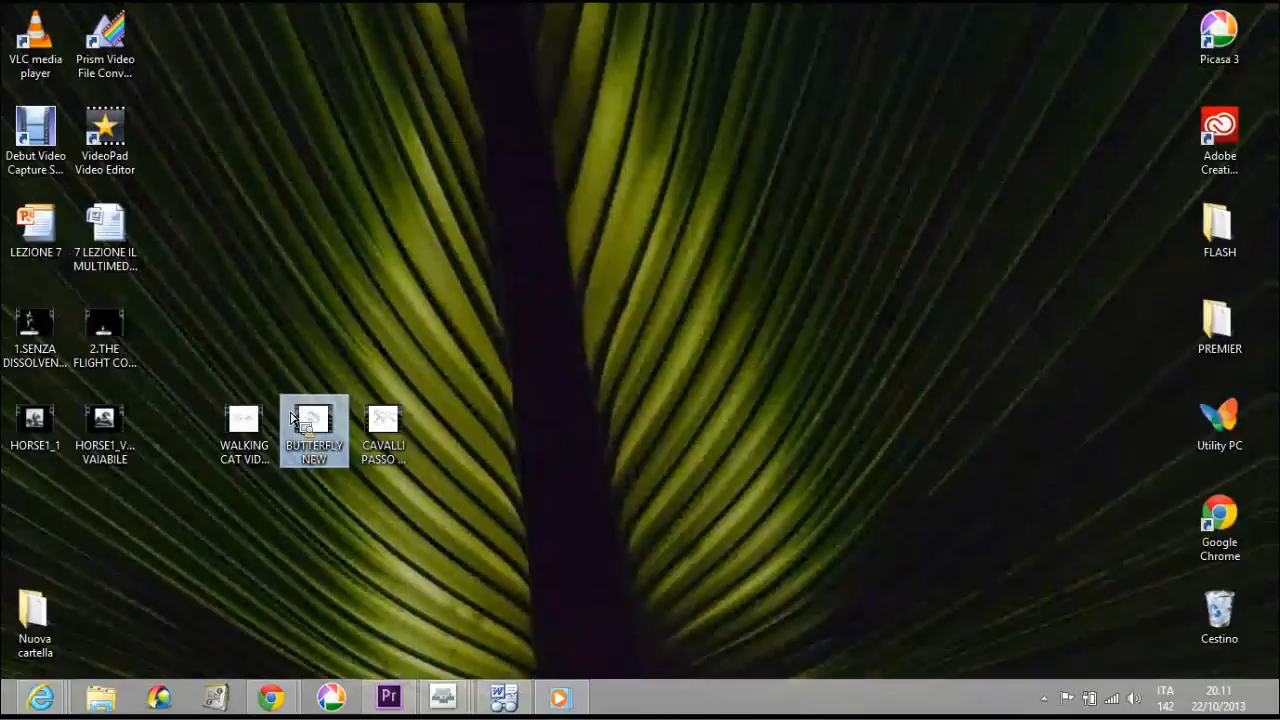 VLC media
player
Prism Video
File Conv...
Picasa 3
Debut Video
Capture S...
VideoPad
Video Editor
Adobe
Creati...
LEZIONE 7
7 LEZIONE IL
MULTIMED...
FLASH
1.SENZA
DISSOLVEN...
2.THE
FLIGHT CO...
PREMIER
HORSE1_1
HORSE1_V...
VAIABILE
WALKING
CAT VID...
BUTTERFLY
NEW
CAVALLI
PASSO ...
Utility PC
Google
Chrome
Nuova
cartella
Cestino
Pr
ITA
142
20.11
22/10/2013